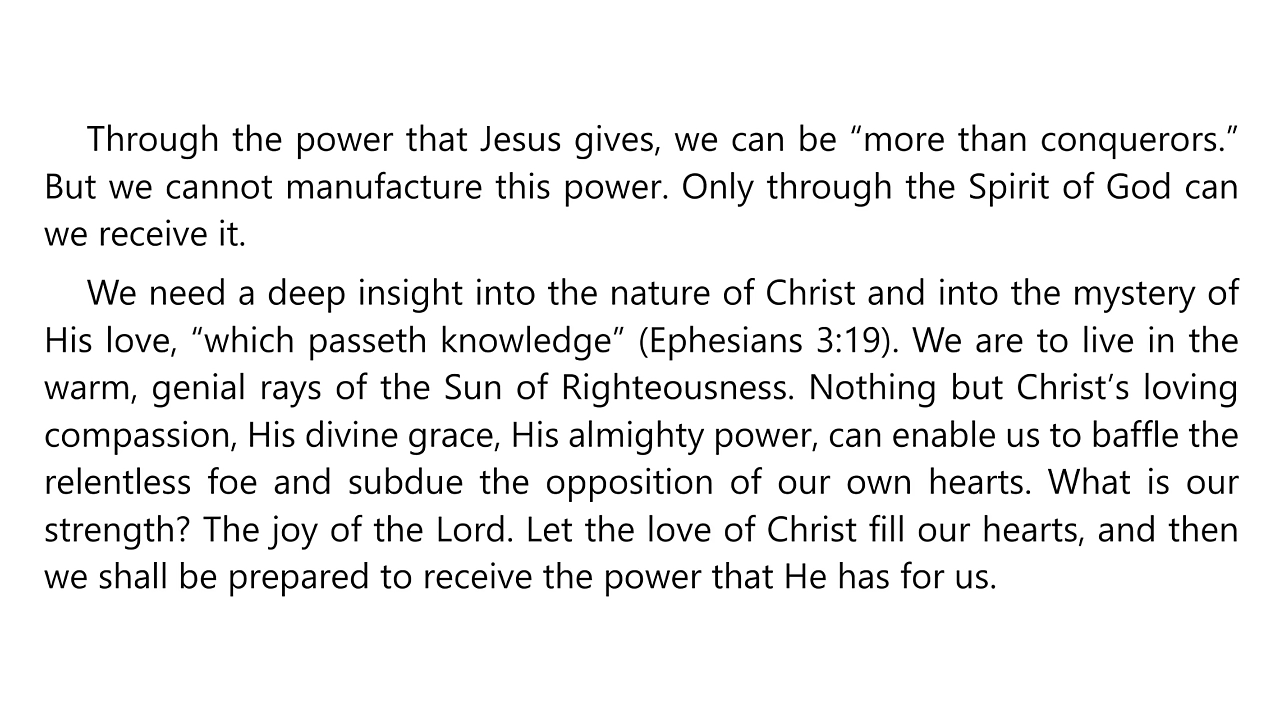 Through the power that Jesus gives, we can be “more than conquerors.”
But we cannot manufacture this power. Only through the Spirit of God can
we receive it.
We need a deep insight into the nature of Christ and into the mystery of
His love, “which passeth knowledge” (Ephesians 3:19). We are to live in the
warm, genial rays of the Sun of Righteousness. Nothing but Christ’s loving
compassion, His divine grace, His almighty power, can enable us to baffle the
relentless foe and subdue the opposition of our own hearts. What is our
strength? The joy of the Lord. Let the love of Christ fill our hearts, and then
we shall be prepared to receive the power that He has for us.